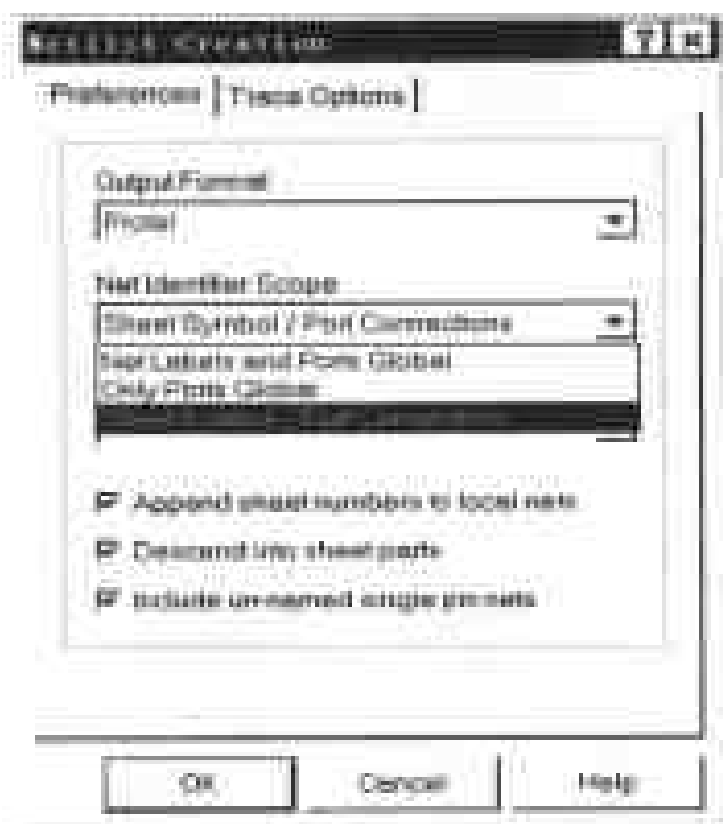 Netlist Creation
Preferences Trace Options
Output Format
Protel
Net Identifier Scope
Sheet Symbol / Port Connections
Net Labels and Ports Global
Only Ports Global
Append sheet numbers to local nets
Descend into sheet parts
Include un-named single pin nets
OK Cancel Help